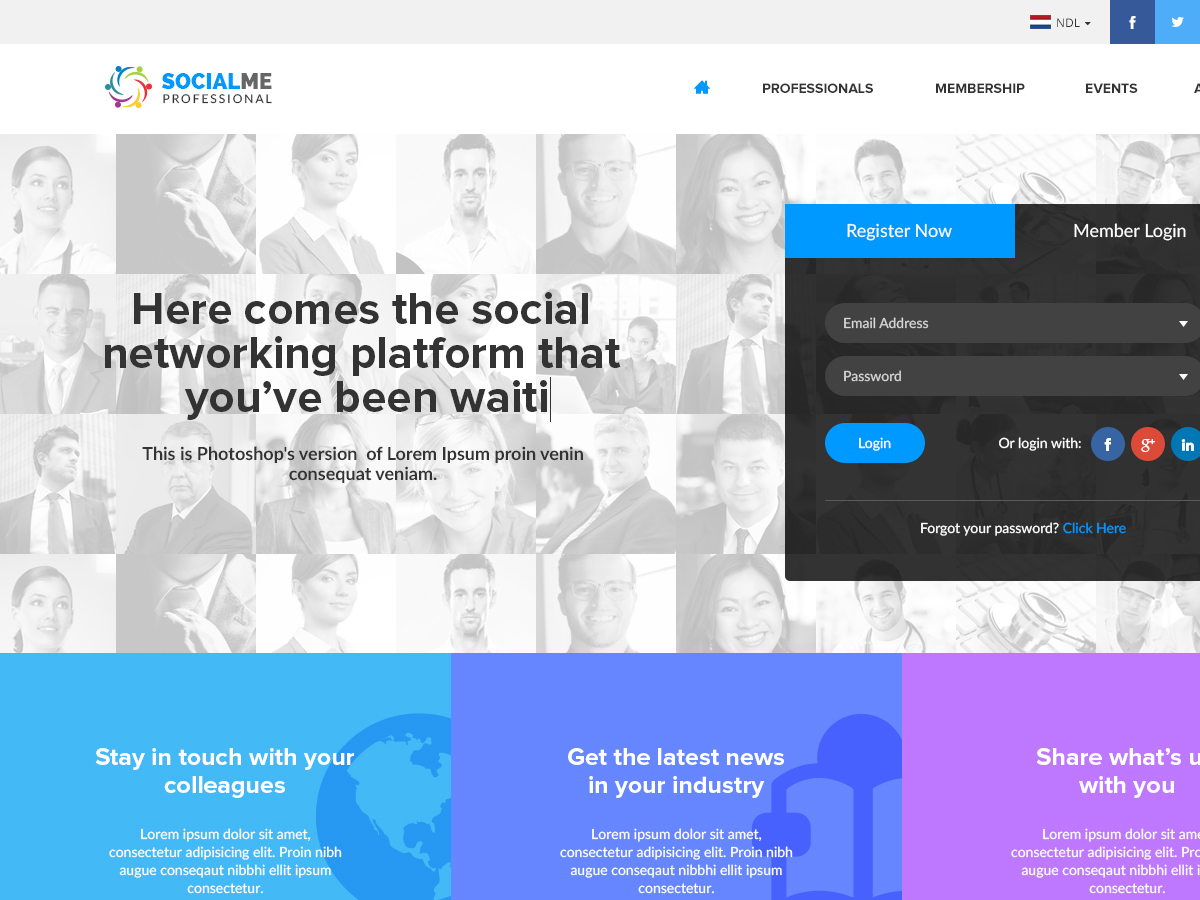 NDL
SOCIALME
PROFESSIONAL
PROFESSIONALS MEMBERSHIP EVENTS A
Register Now Member Login
Here comes the social
networking platform that
you’ve been waiti
This is Photoshop's version of Lorem Ipsum proin venin
consequat veniam.
Email Address
Password
Login Or login with: f g+ in
Forgot your password? Click Here
Stay in touch with your
colleagues
Lorem ipsum dolor sit amet,
consectetur adipisicing elit. Proin nibh
augue conseqaut nibbhi ellit ipsum
consectetur.
Get the latest news
in your industry
Lorem ipsum dolor sit amet,
consectetur adipisicing elit. Proin nibh
augue conseqaut nibbhi ellit ipsum
consectetur.
Share what’s u
with you
Lorem ipsum dolor sit ame
consectetur adipisicing elit. Pro
augue conseqaut nibbhi ellit ip
consectetur.